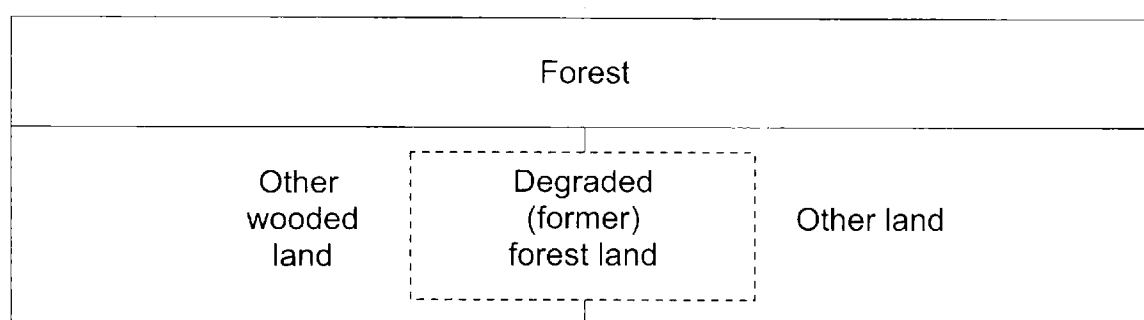 Forest
Other
wooded
land
Degraded
(former)
forest land
Other land